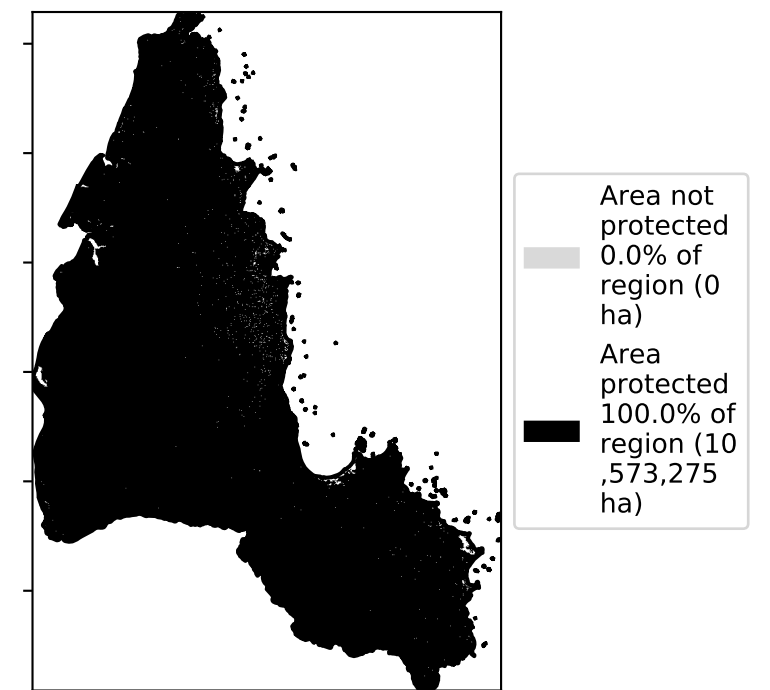 Area not
protected
0.0% of
region (0
ha)
Area
protected
100.0% of
region (10
,573,275
ha)